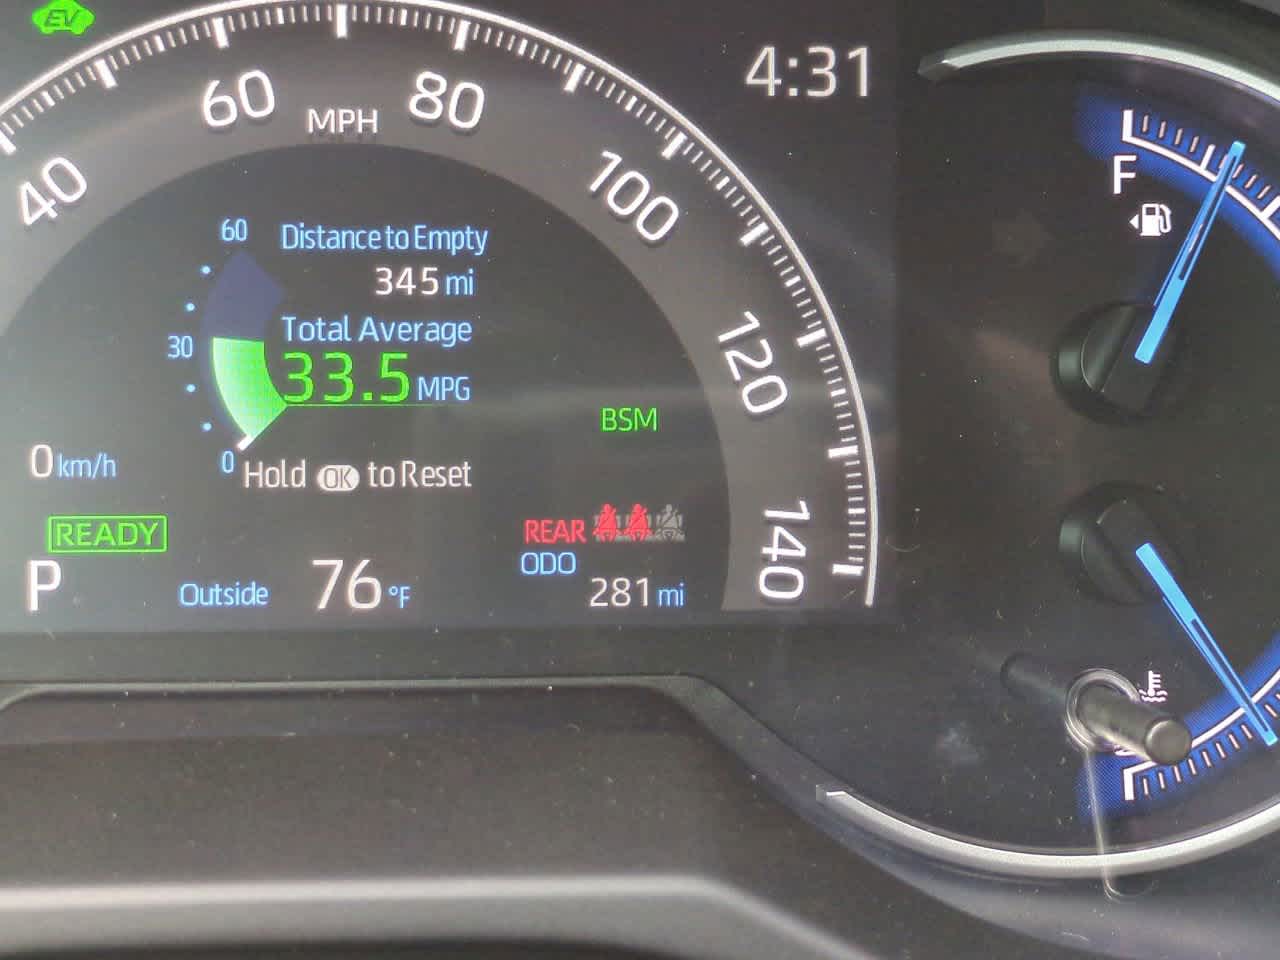 EV
4:31
60
MPH
80
40
100
120
140
F
60
Distance to Empty
345 mi
Total Average
30
33.5 MPG
BSM
0 km/h
0
Hold OK to Reset
READY
REAR
ODO
P
Outside 76 °F
281 mi